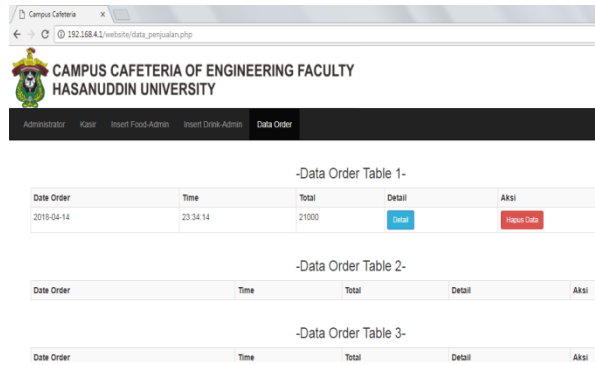 Campus Cafeteria
192.168.4.1/website/data_penjualan.php
CAMPUS CAFETERIA OF ENGINEERING FACULTY
HASANUDDIN UNIVERSITY
Administrator Kasir Insert Food-Admin Insert Drink-Admin Data Order
-Data Order Table 1-
Date Order Time Total Detail Aksi
2018-04-14 23:34:14 21000 Detail Hapus Data
-Data Order Table 2-
Date Order Time Total Detail Aksi
-Data Order Table 3-
Date Order Time Total Detail Aksi